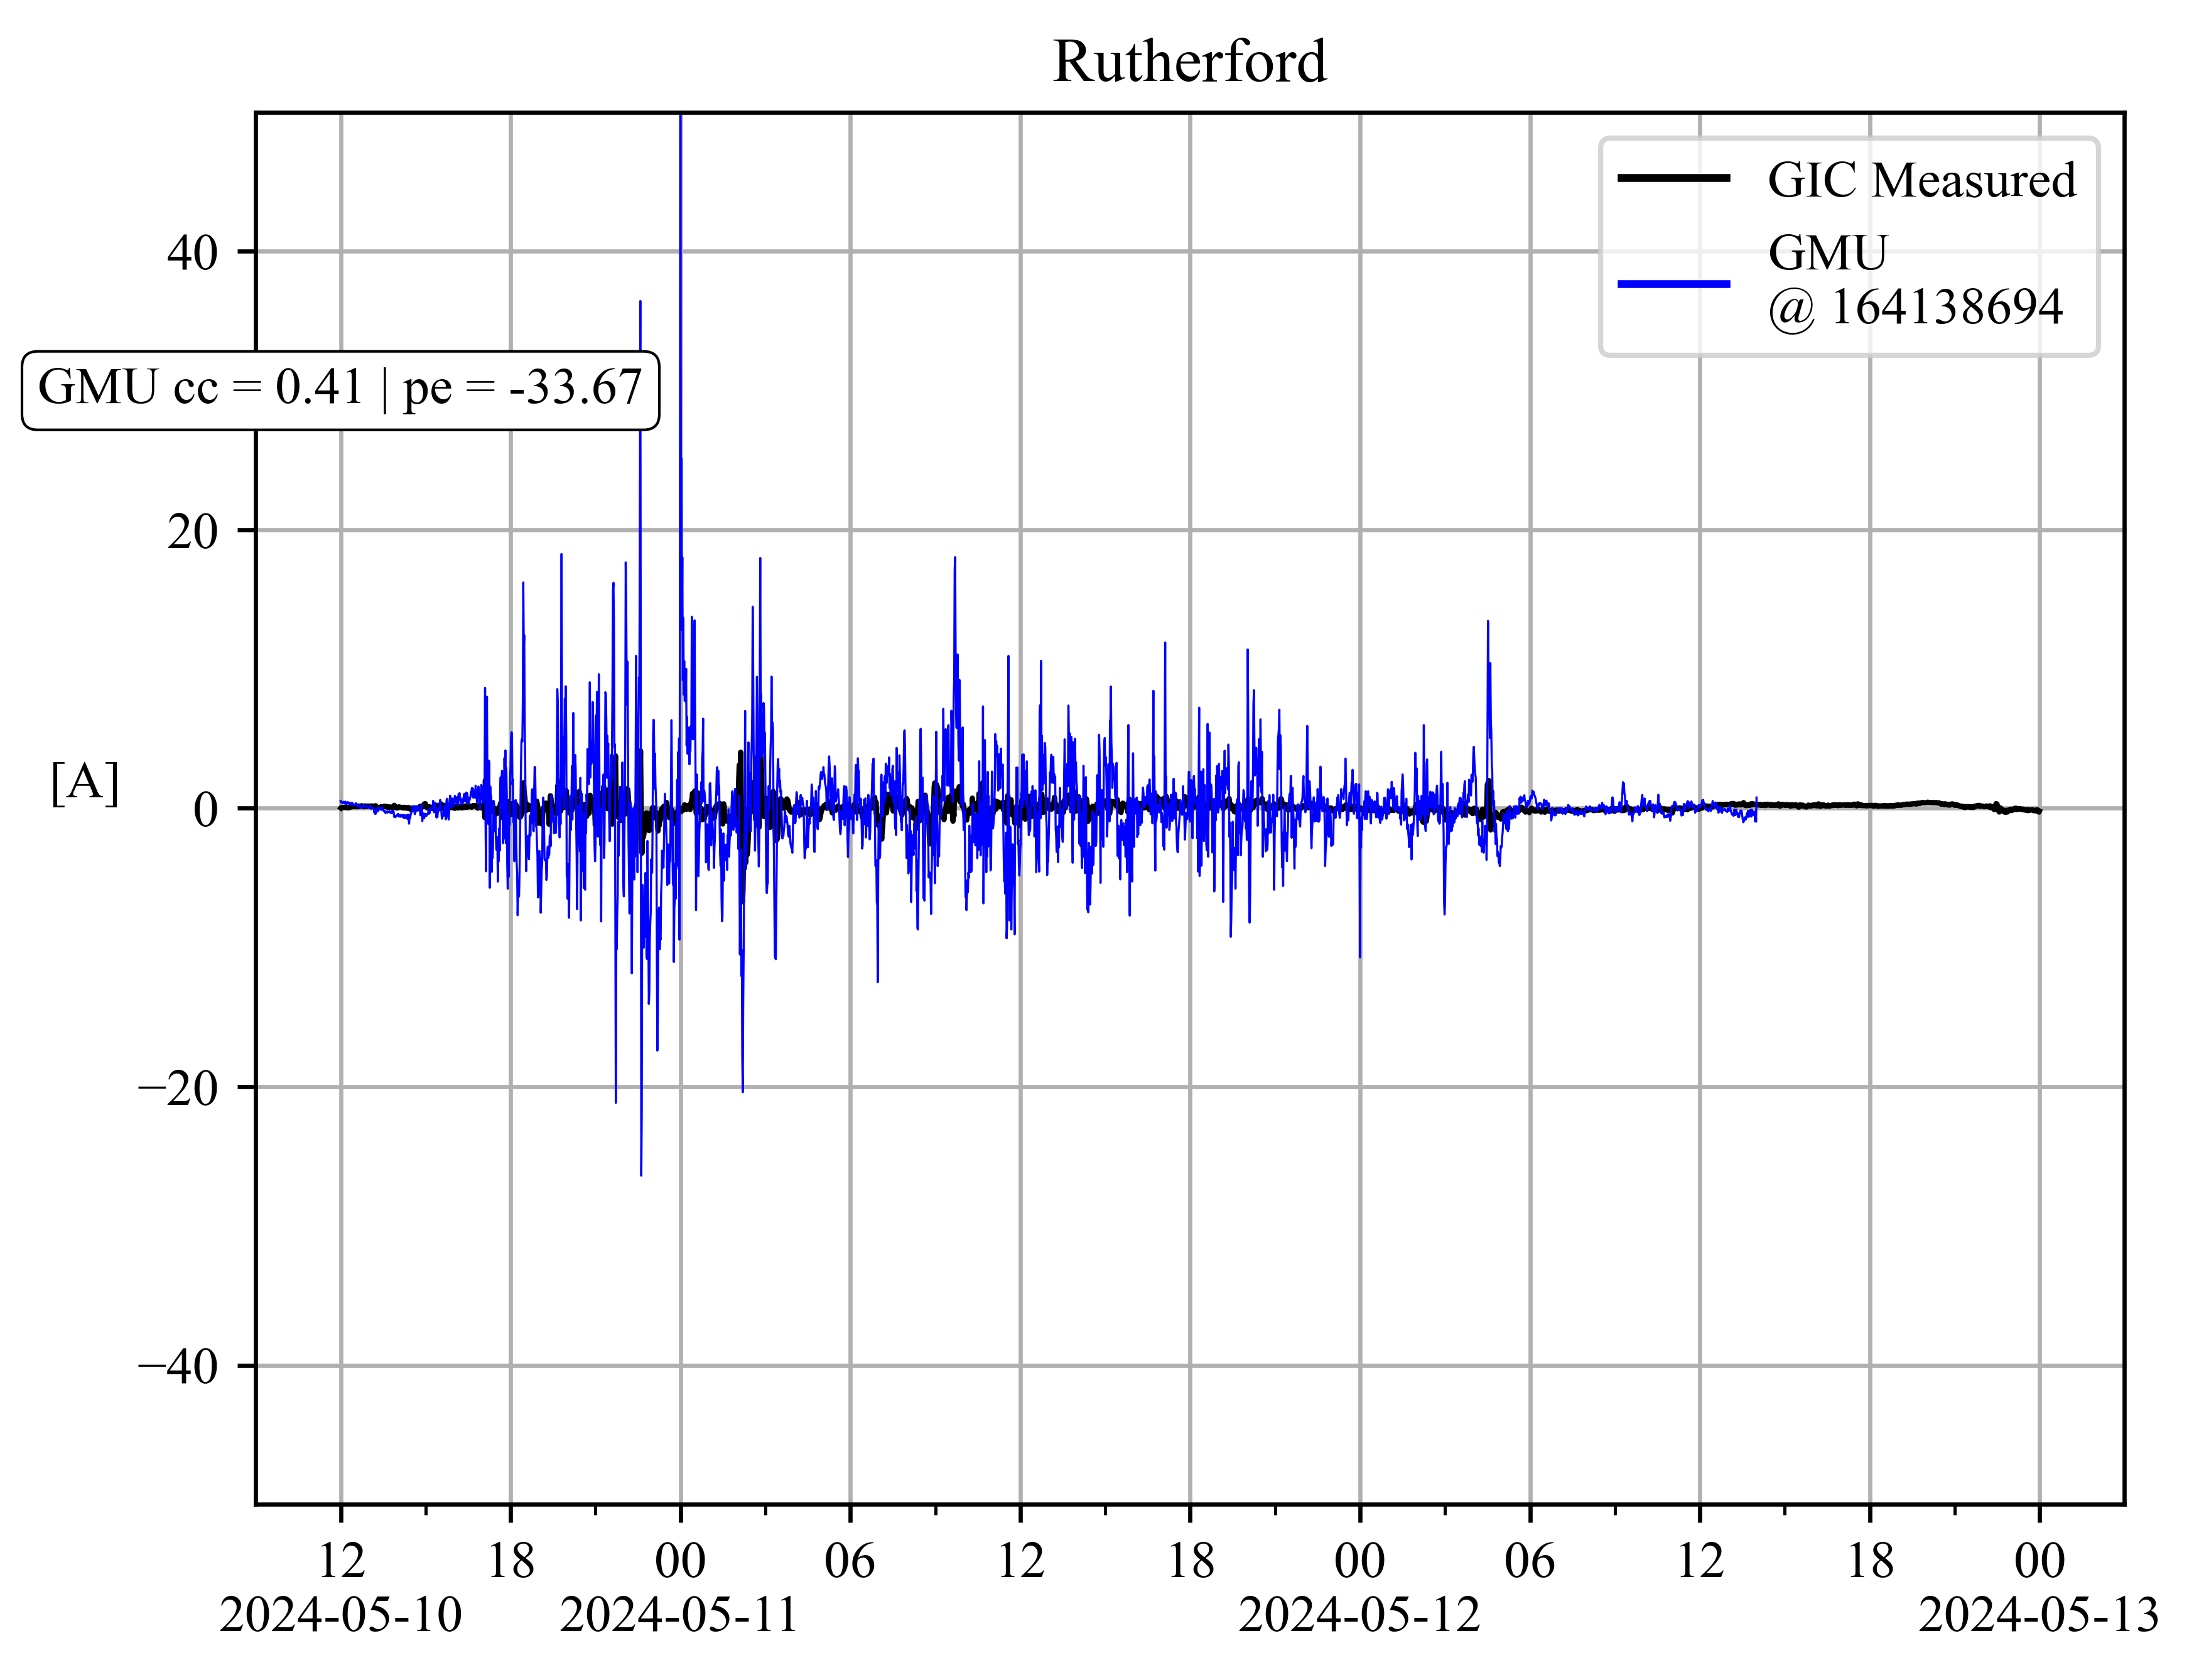 Rutherford
GIC Measured
GMU
@ 164138694
GMU cc = 0.41 | pe = -33.67
[A]
40
20
0
−20
−40
12 18 00 06 12 18 00 06 12 18 00
2024-05-10 2024-05-11 2024-05-12 2024-05-13